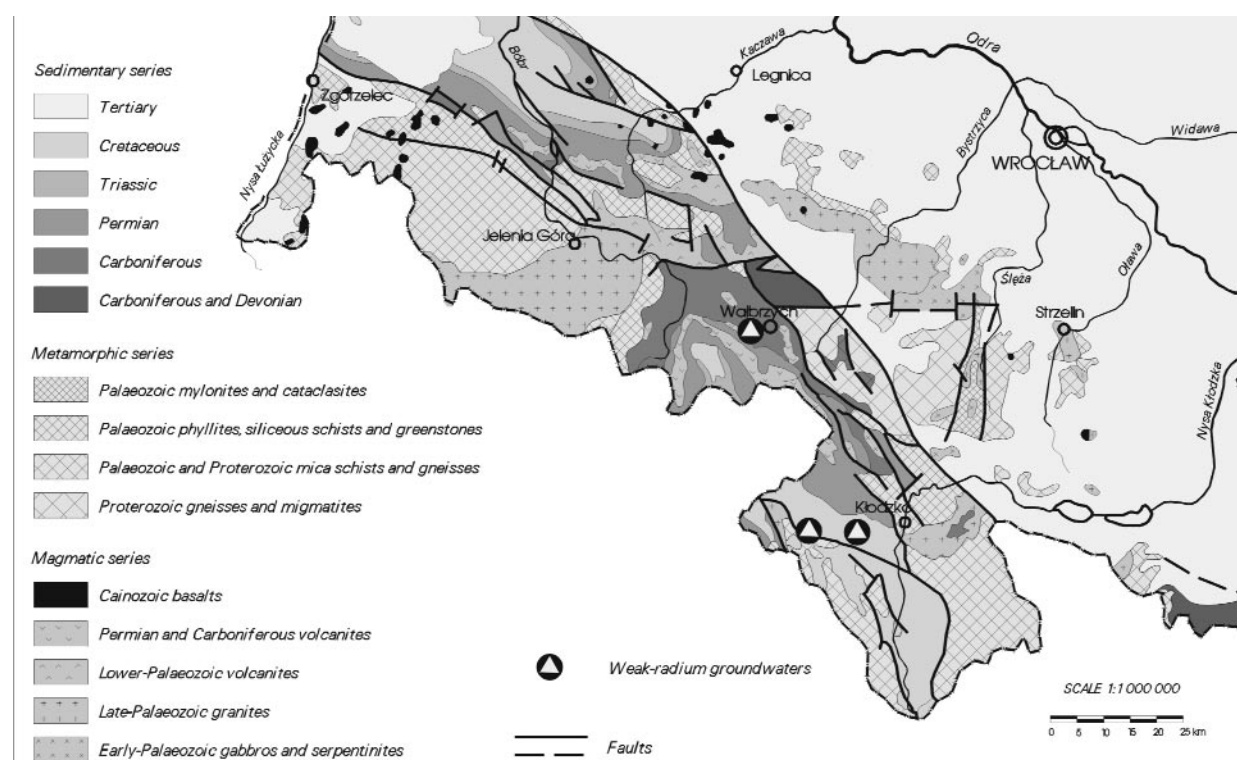 Sedimentary series
Tertiary
Cretaceous
Triassic
Permian
Carboniferous
Carboniferous and Devonian
Metamorphic series
Palaeozoic mylonites and cataclasites
Palaeozoic phyllites, siliceous schists and greenstones
Palaeozoic and Proterozoic mica schists and gneisses
Proterozoic gneisses and migmatites
Magmatic series
Cainozoic basalts
Permian and Carboniferous volcanites
Lower-Palaeozoic volcanites
Late-Palaeozoic granites
Early-Palaeozoic gabbros and serpentinites
Weak-radium groundwaters
Faults
SCALE 1:1 000 000
0 5 10 15 20 25 km
Zgorzelec
Nysa Łużycka
Bóbr
Kaczawa
Legnica
Odra
Bystrzyca
Widawa
WROCŁAW
Jelenia Góra
Ślęza
Oława
Wałbrzych
Strzelin
Nysa Kłodzka
Kłodzko